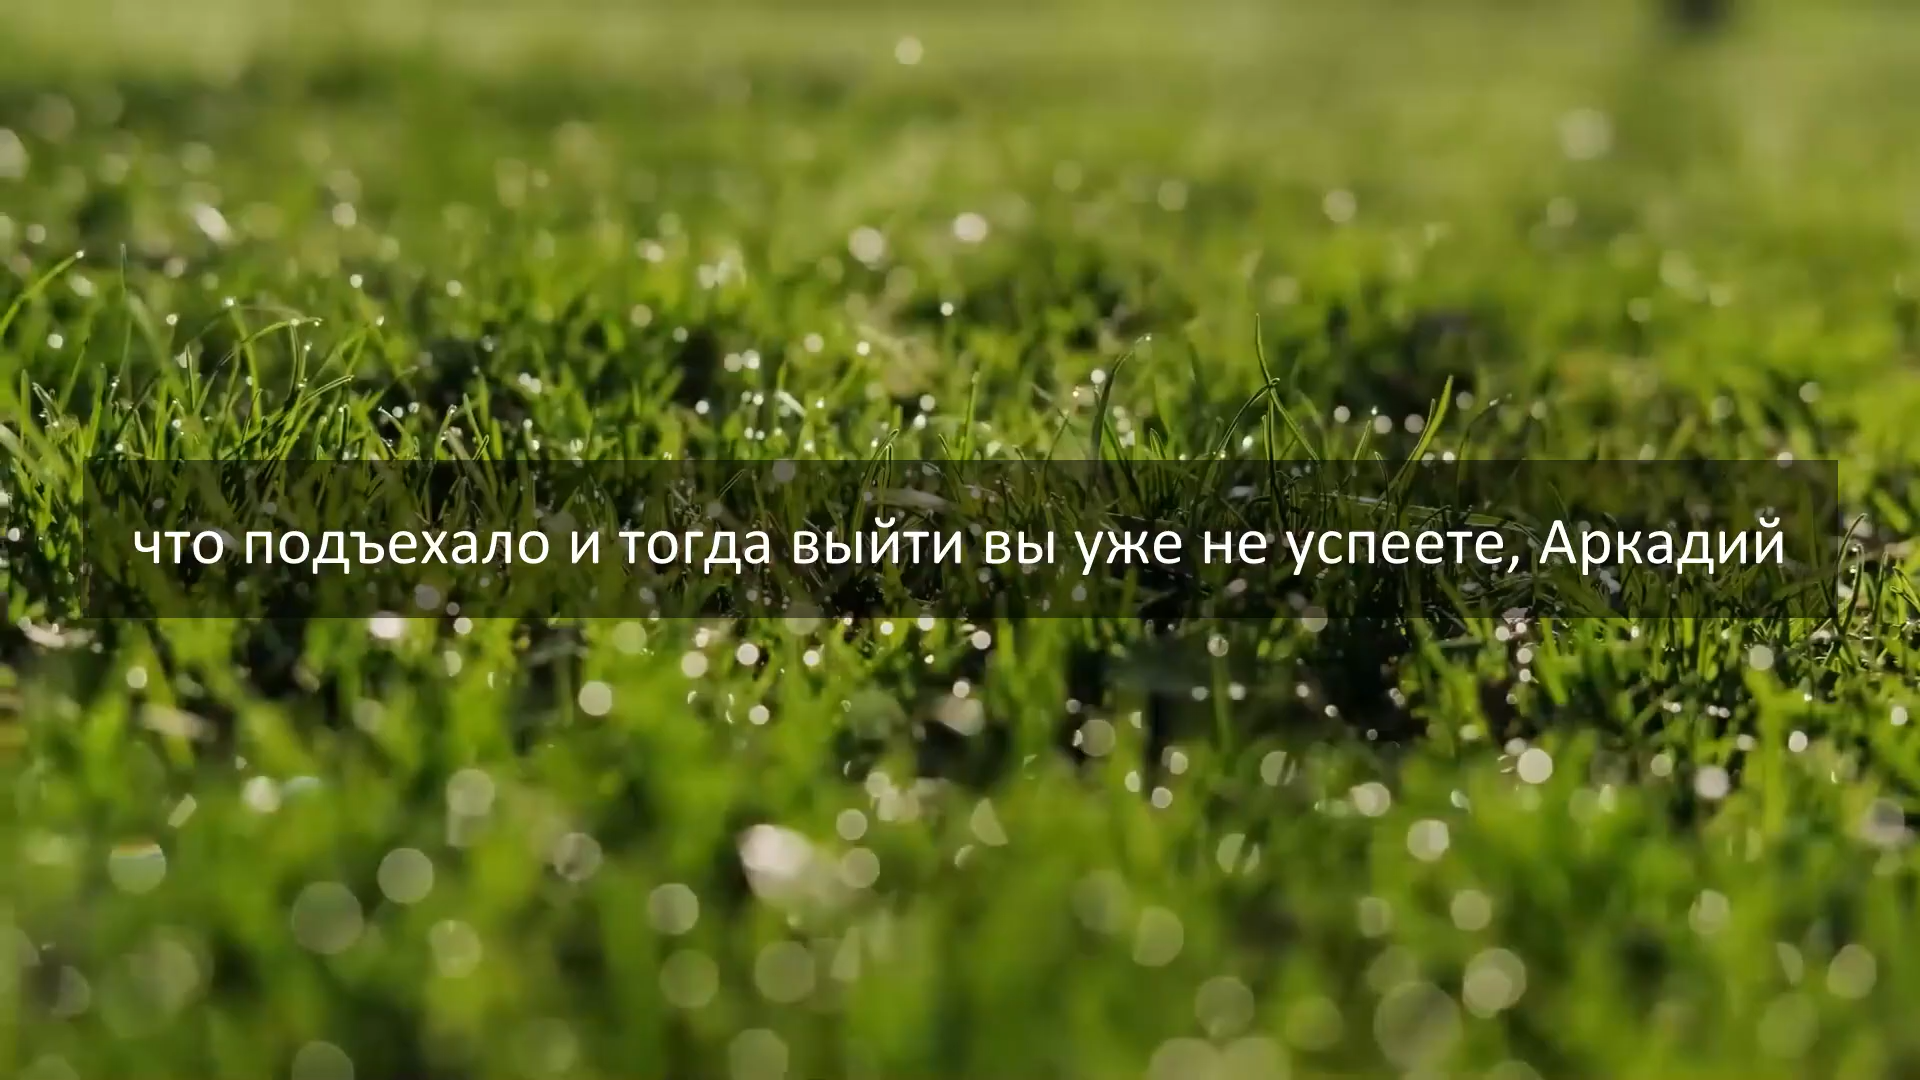 что подъехало и тогда выйти вы уже не успеете, Аркадий